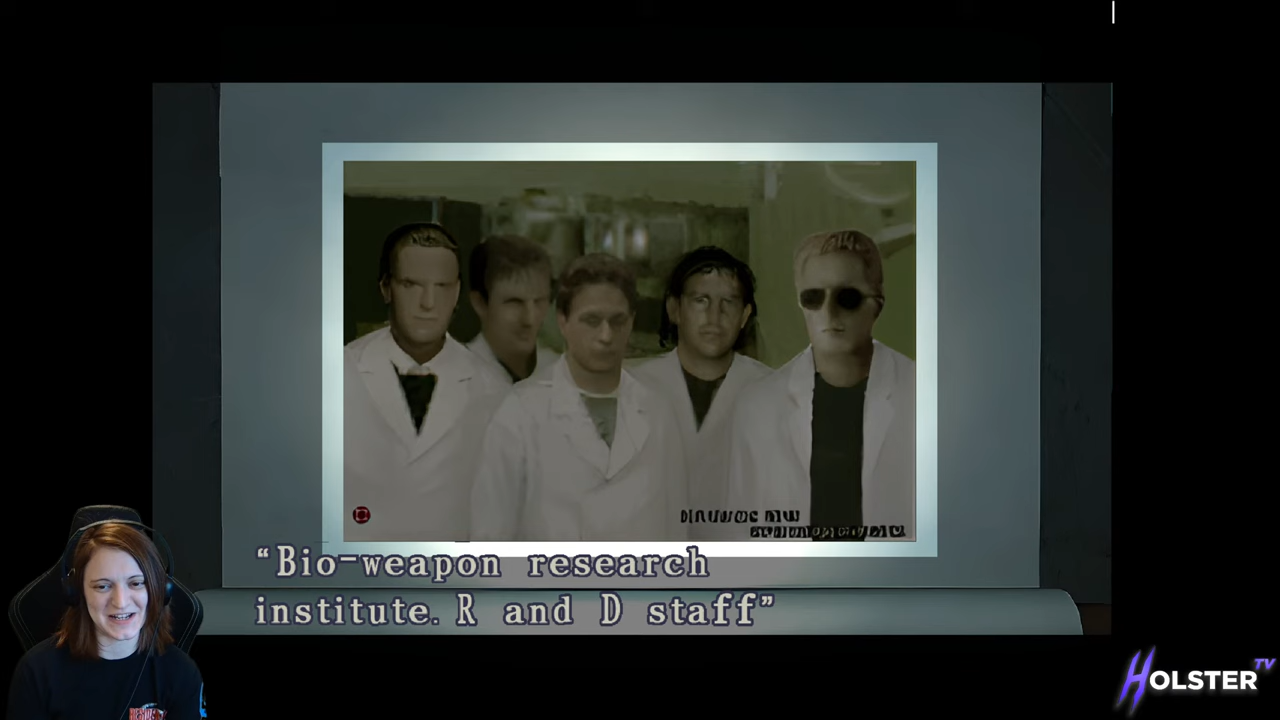 “Bio-weapon research
institute. R and D staff”
HOLSTER TV